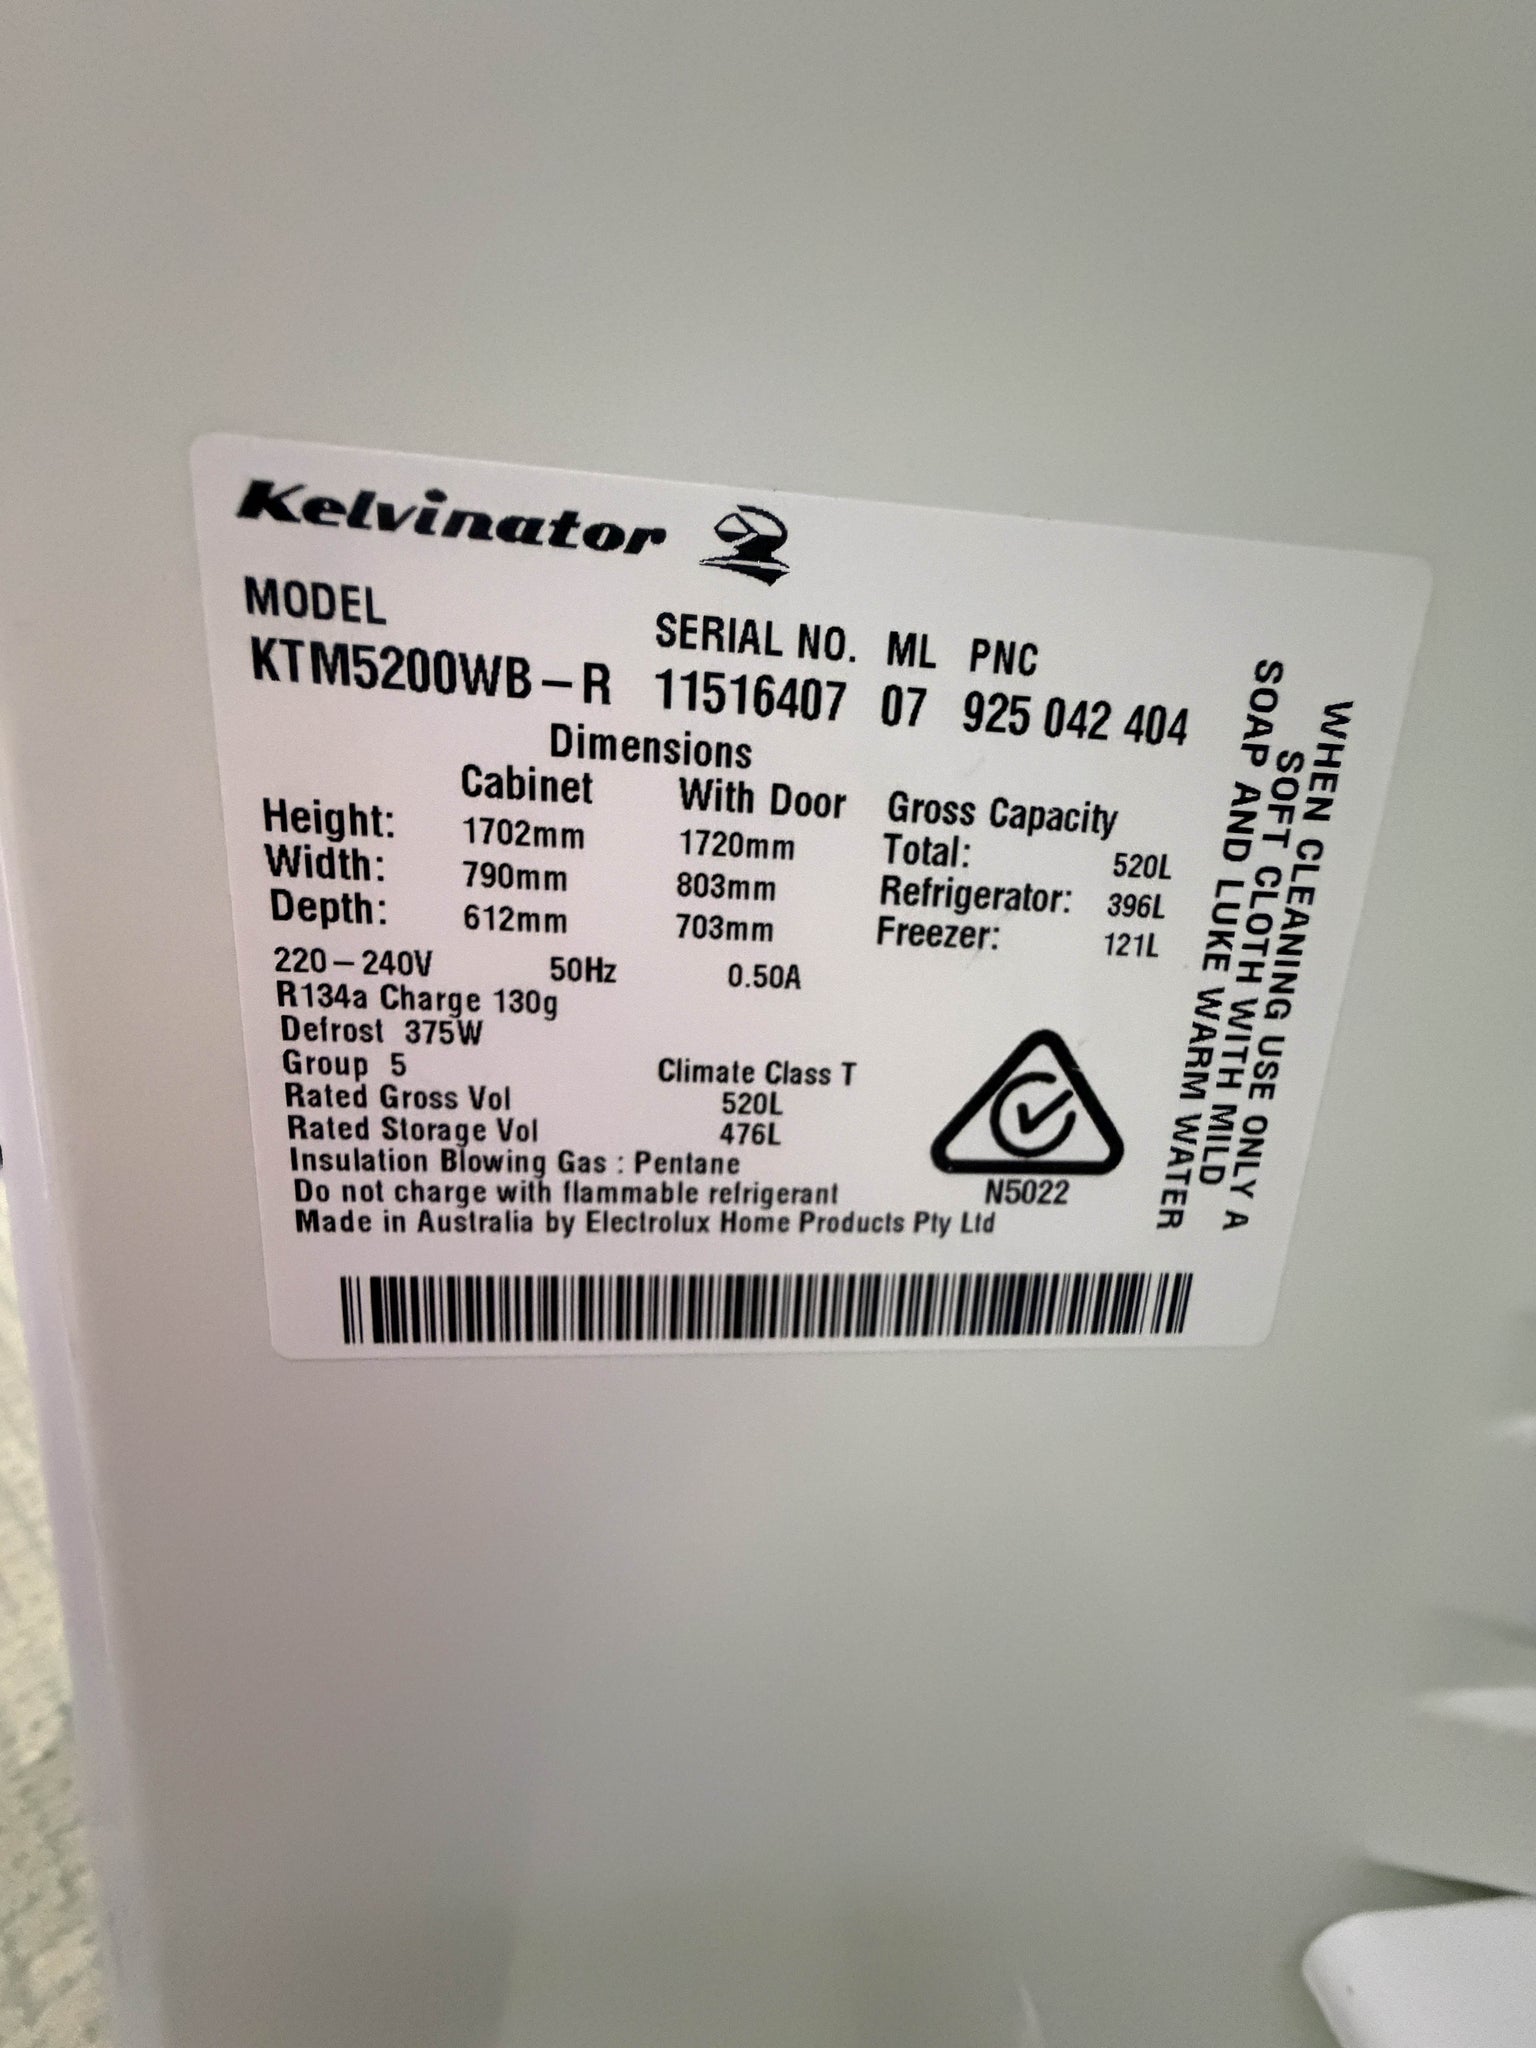 Kelvinator
MODEL SERIAL NO. ML PNC
KTM5200WB-R 11516407 07 925 042 404
Dimensions
Cabinet With Door Gross Capacity
Height: 1702mm 1720mm Total: 520L
Width: 790mm 803mm Refrigerator: 396L
Depth: 612mm 703mm Freezer: 121L
220-240V 50Hz 0.50A
R134a Charge 130g
Defrost 375W
Group 5 Climate Class T
Rated Gross Vol 520L
Rated Storage Vol 476L
Insulation Blowing Gas : Pentane
Do not charge with flammable refrigerant
N5022
Made in Australia by Electrolux Home Products Pty Ltd
WHEN CLEANING USE ONLY A
SOFT CLOTH WITH MILD
SOAP AND LUKE WARM WATER